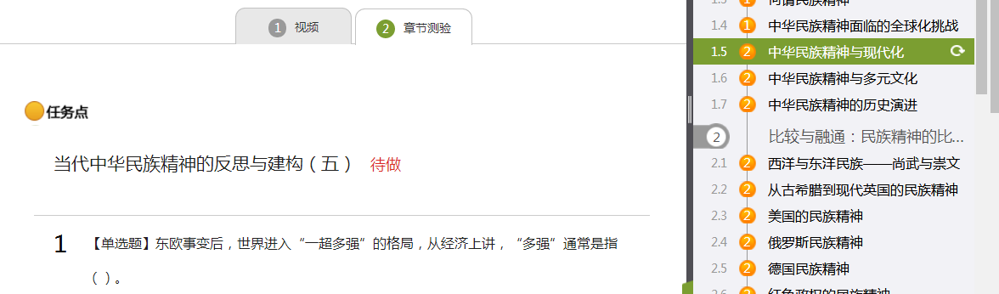 1 视频
2 章节测验
任务点
当代中华民族精神的反思与建构（五） 待做
1 【单选题】东欧事变后，世界进入“一超多强”的格局，从经济上讲，“多强”通常是指
（ ）。
1.4 1 中华民族精神面临的全球化挑战
1.5 2 中华民族精神与现代化
1.6 2 中华民族精神与多元文化
1.7 2 中华民族精神的历史演进
2 比较与融通：民族精神的比...
2.1 2 西洋与东洋民族——尚武与崇文
2.2 2 从古希腊到现代英国的民族精神
2.3 2 美国的民族精神
2.4 2 俄罗斯民族精神
2.5 2 德国民族精神